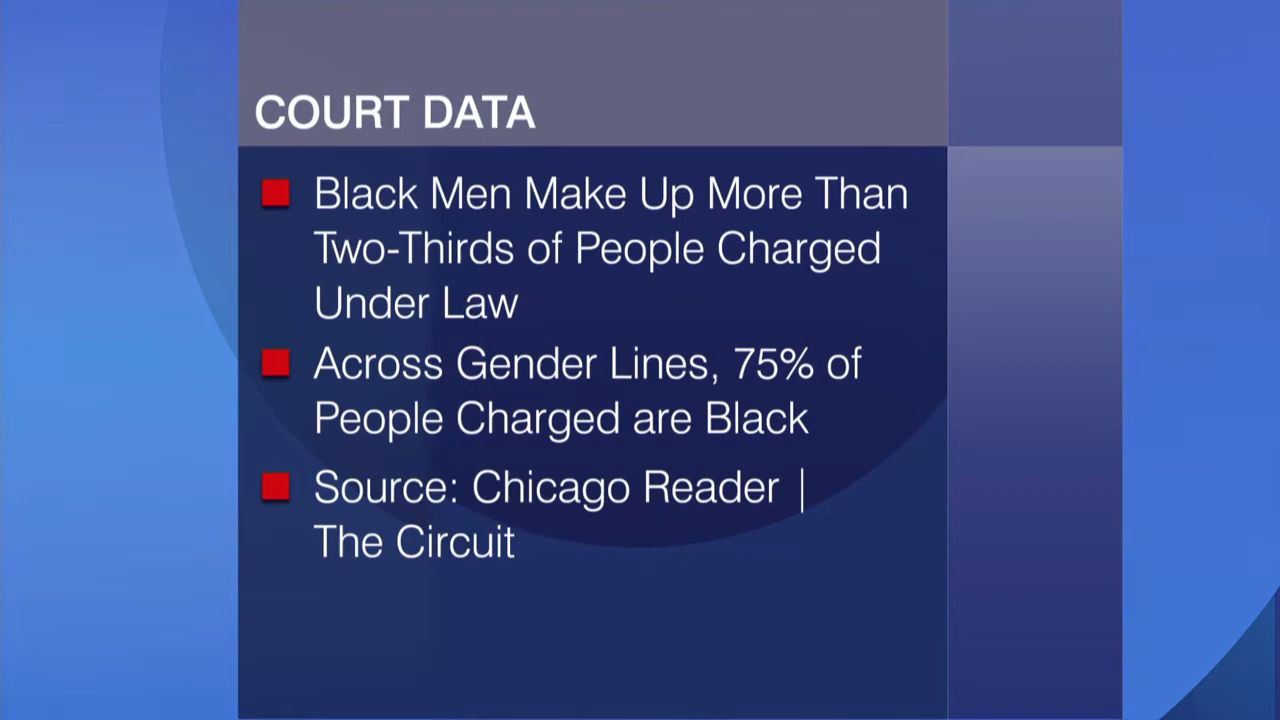 COURT DATA
Black Men Make Up More Than
Two-Thirds of People Charged
Under Law
Across Gender Lines, 75% of
People Charged are Black
Source: Chicago Reader |
The Circuit